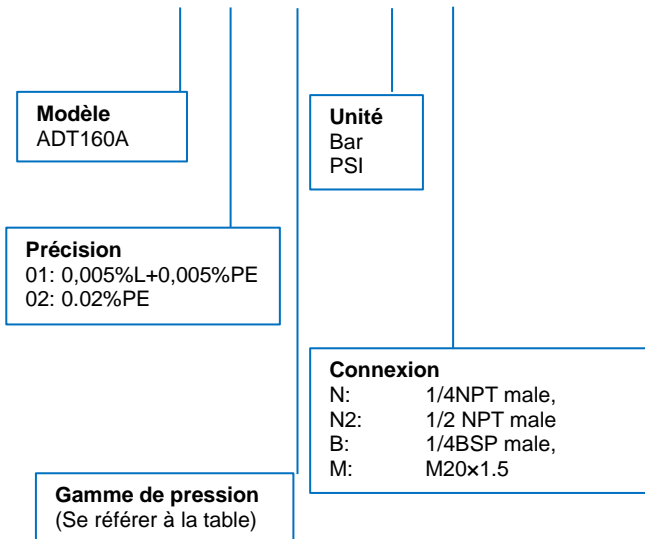 Modèle
ADT160A
Unité
Bar
PSI
Précision
01: 0,005%L+0,005%PE
02: 0.02%PE
Connexion
N: 1/4NPT male,
N2: 1/2 NPT male
B: 1/4BSP male,
M: M20×1.5
Gamme de pression
(Se référer à la table)